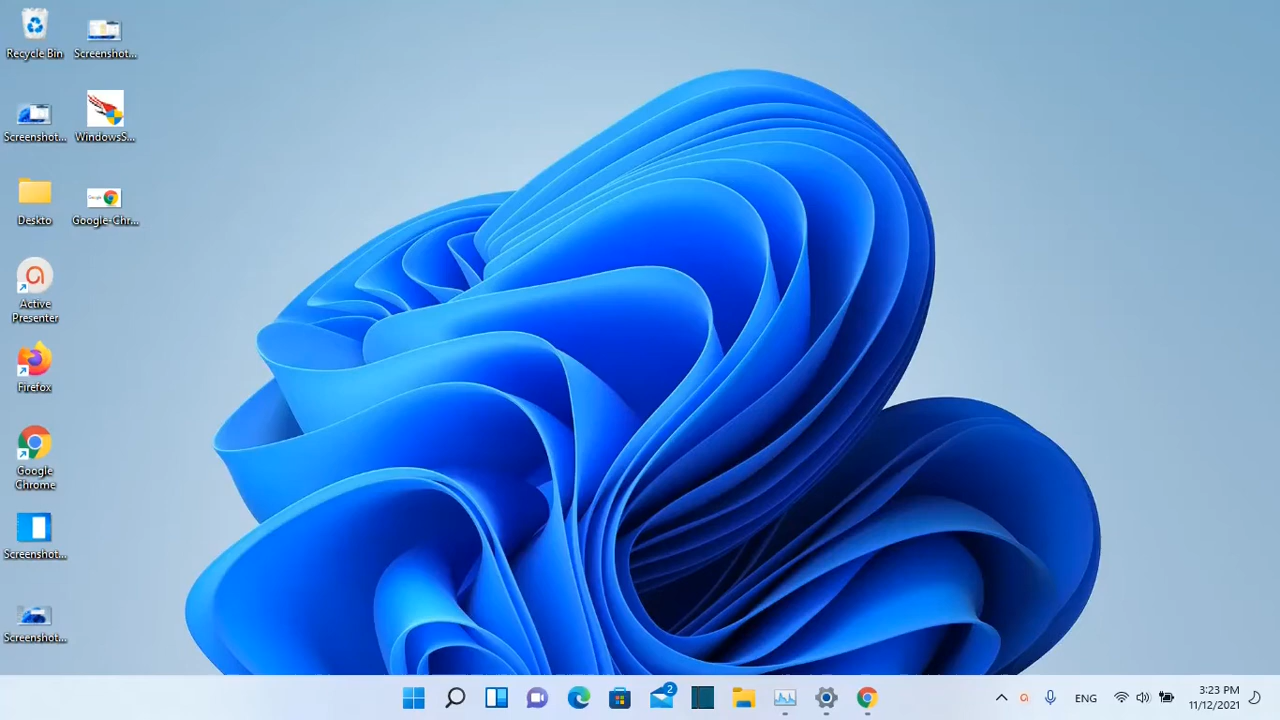 Recycle Bin
Screenshot...
Screenshot...
WindowsS...
Deskto
Google-Chr...
Active
Presenter
Firefox
Google
Chrome
Screenshot...
Screenshot...
2
ENG
3:23 PM
11/12/2021